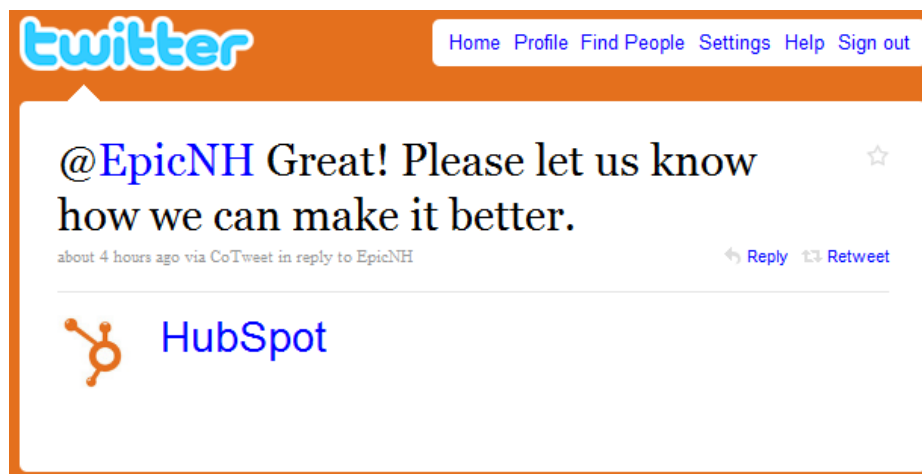 twitter
Home Profile Find People Settings Help Sign out
@EpicNH Great! Please let us know
how we can make it better.
about 4 hours ago via CoTweet in reply to EpicNH
Reply Retweet
HubSpot